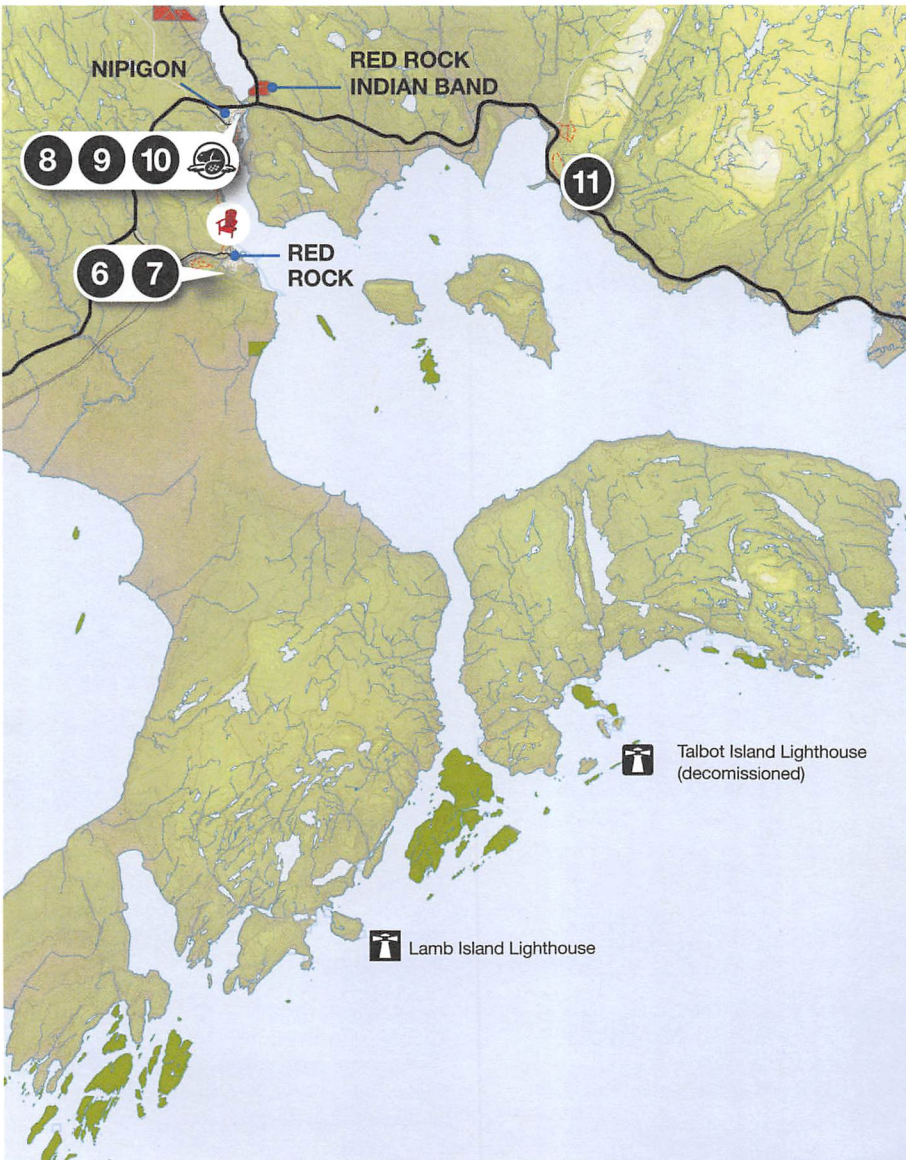 NIPIGON
RED ROCK
INDIAN BAND
8 9 10
11
6 7
RED
ROCK
Talbot Island Lighthouse
(decomissioned)
Lamb Island Lighthouse